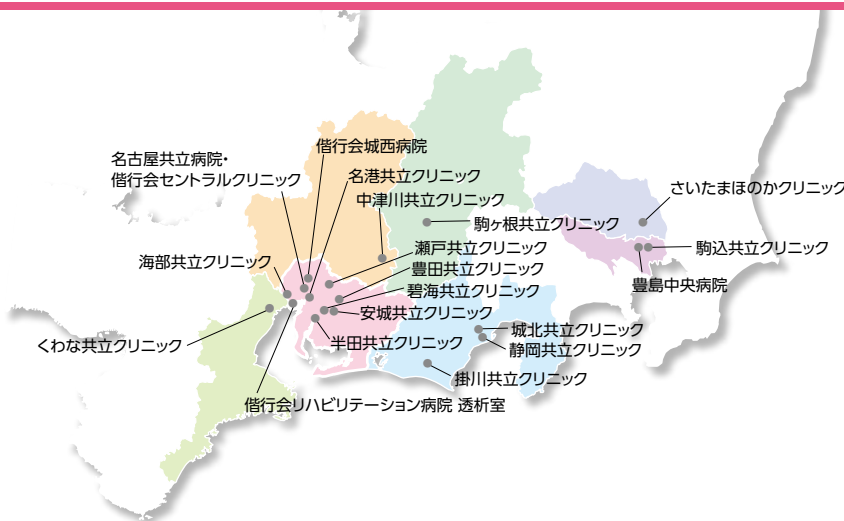 偕行会城西病院
名古屋共立病院・
偕行会セントラルクリニック
名港共立クリニック
中津川共立クリニック
さいたまほのかクリニック
駒ヶ根共立クリニック
瀬戸共立クリニック
駒込共立クリニック
海部共立クリニック
豊田共立クリニック
豊島中央病院
碧海共立クリニック
安城共立クリニック
城北共立クリニック
くわな共立クリニック
半田共立クリニック
静岡共立クリニック
掛川共立クリニック
偕行会リハビリテーション病院 透析室